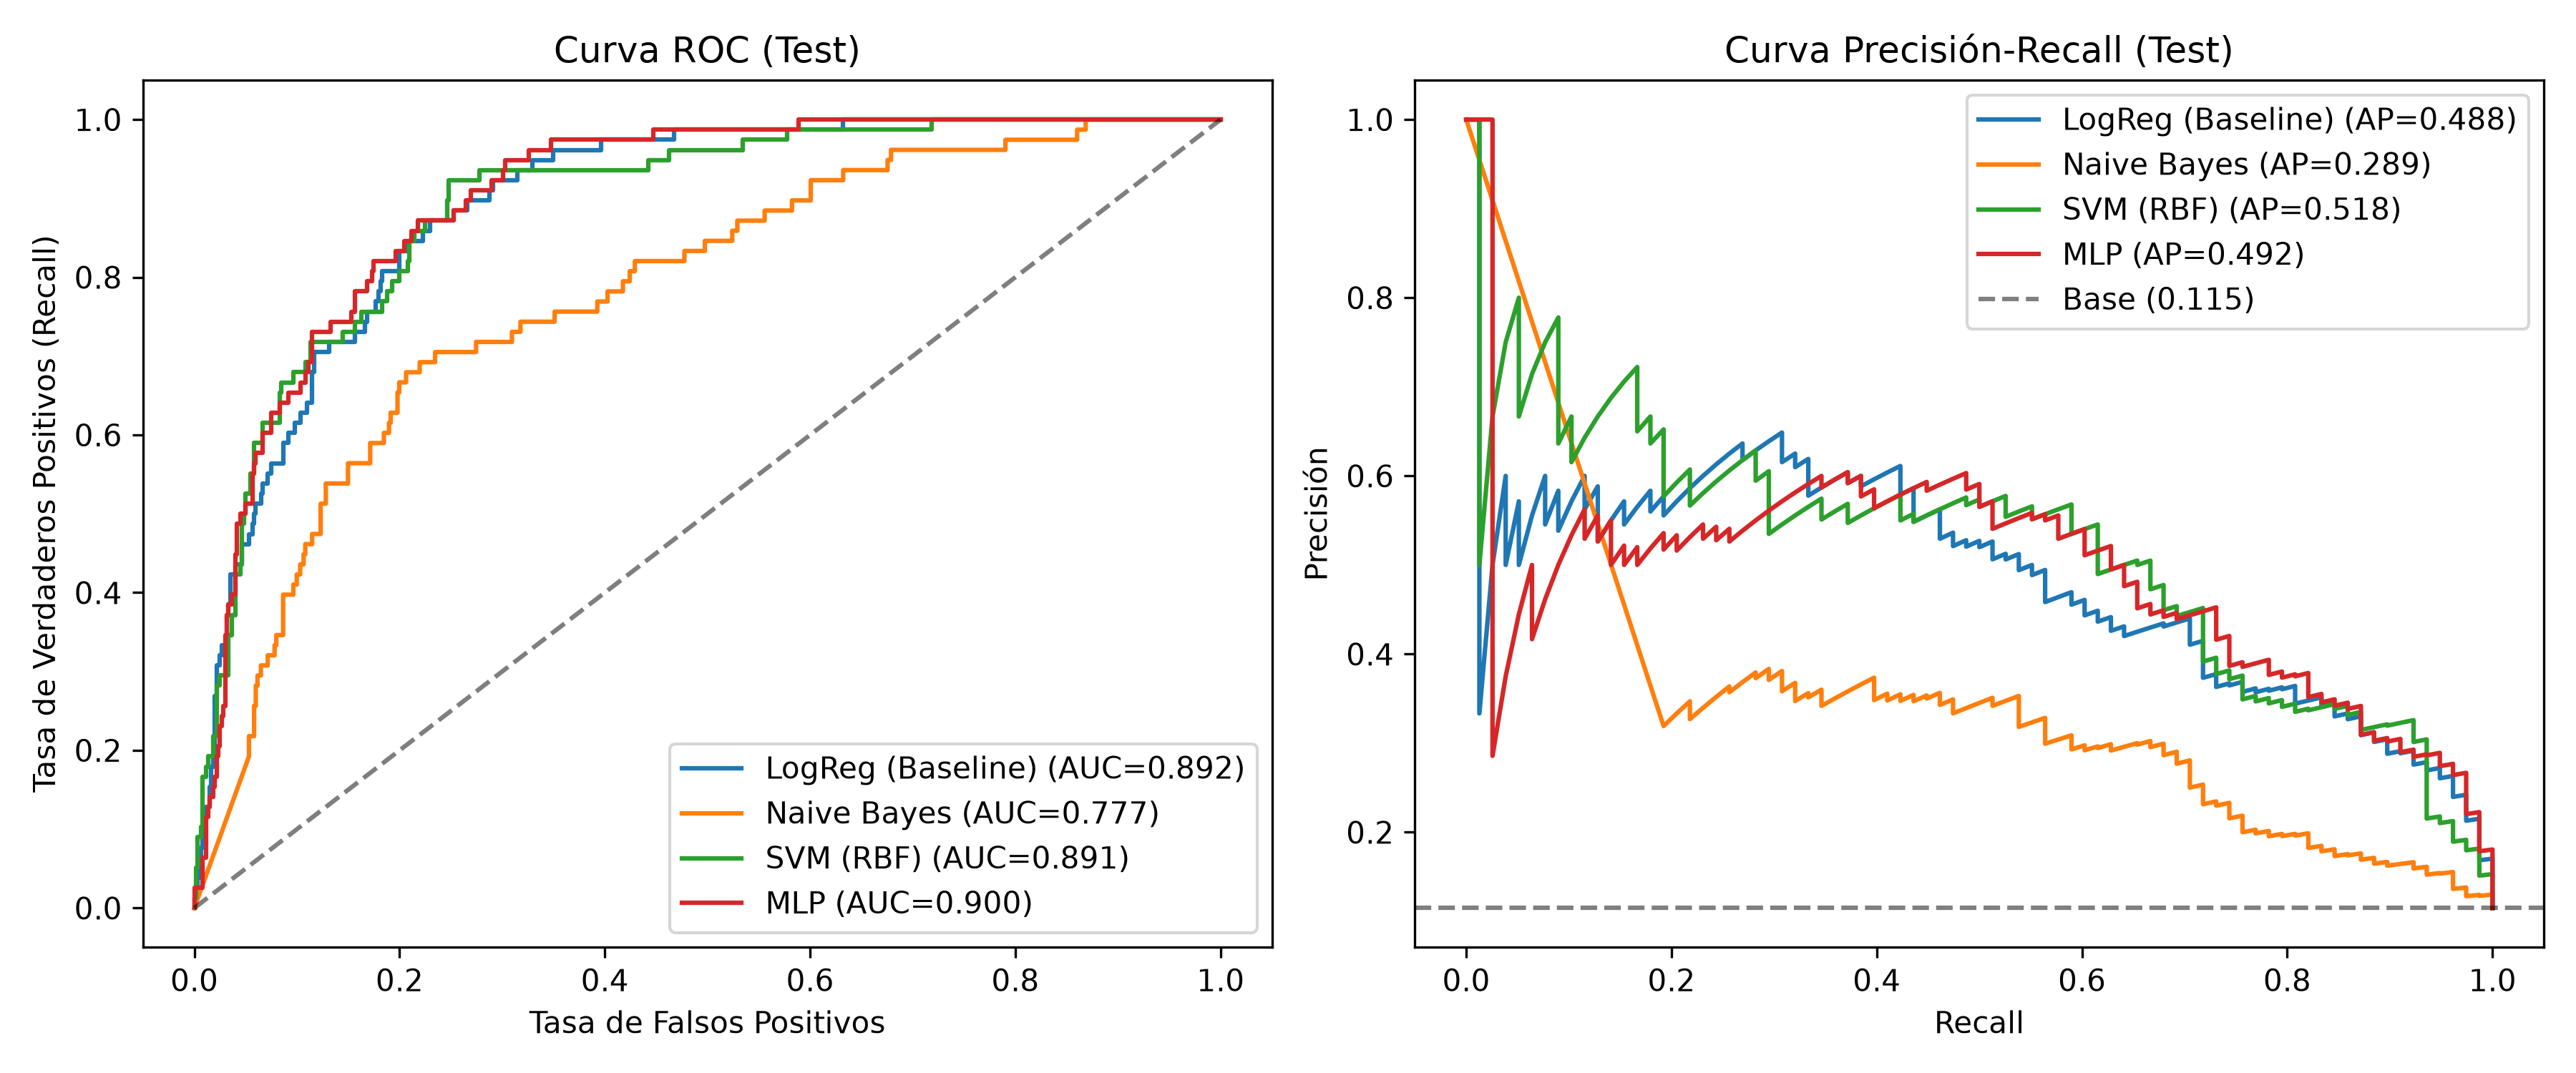 Curva ROC (Test)
Tasa de Verdaderos Positivos (Recall)
1.0
0.8
0.6
0.4
0.2
0.0
LogReg (Baseline) (AUC=0.892)
Naive Bayes (AUC=0.777)
SVM (RBF) (AUC=0.891)
MLP (AUC=0.900)
0.0 0.2 0.4 0.6 0.8 1.0
Tasa de Falsos Positivos
Curva Precisión-Recall (Test)
Precisión
1.0
0.8
0.6
0.4
0.2
LogReg (Baseline) (AP=0.488)
Naive Bayes (AP=0.289)
SVM (RBF) (AP=0.518)
MLP (AP=0.492)
Base (0.115)
0.0 0.2 0.4 0.6 0.8 1.0
Recall